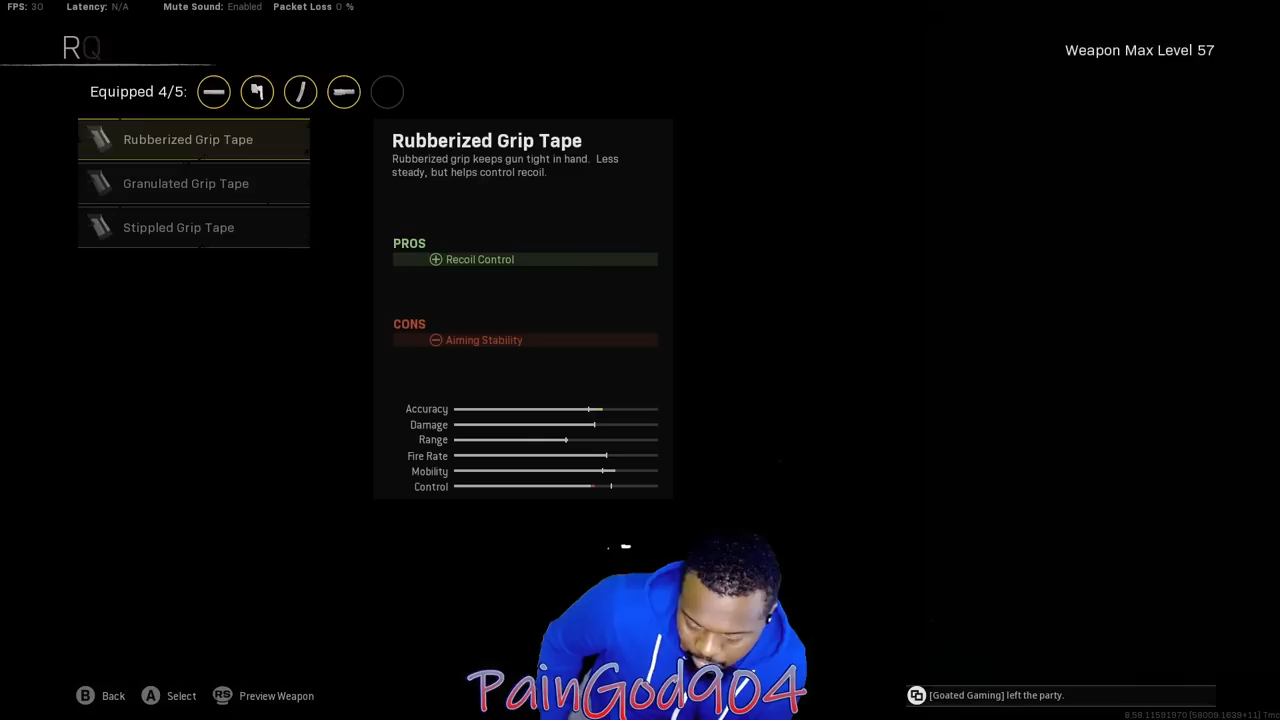 FPS: 30 Latency: N/A Mute Sound: Enabled Packet Loss 0 %
RQ
Weapon Max Level 57
Equipped 4/5:
Rubberized Grip Tape
Granulated Grip Tape
Stippled Grip Tape
Rubberized Grip Tape
Rubberized grip keeps gun tight in hand. Less
steady, but helps control recoil.
PROS
Recoil Control
CONS
Aiming Stability
Accuracy
Damage
Range
Fire Rate
Mobility
Control
PainGod904
B Back A Select RS Preview Weapon
[Goated Gaming] left the party.